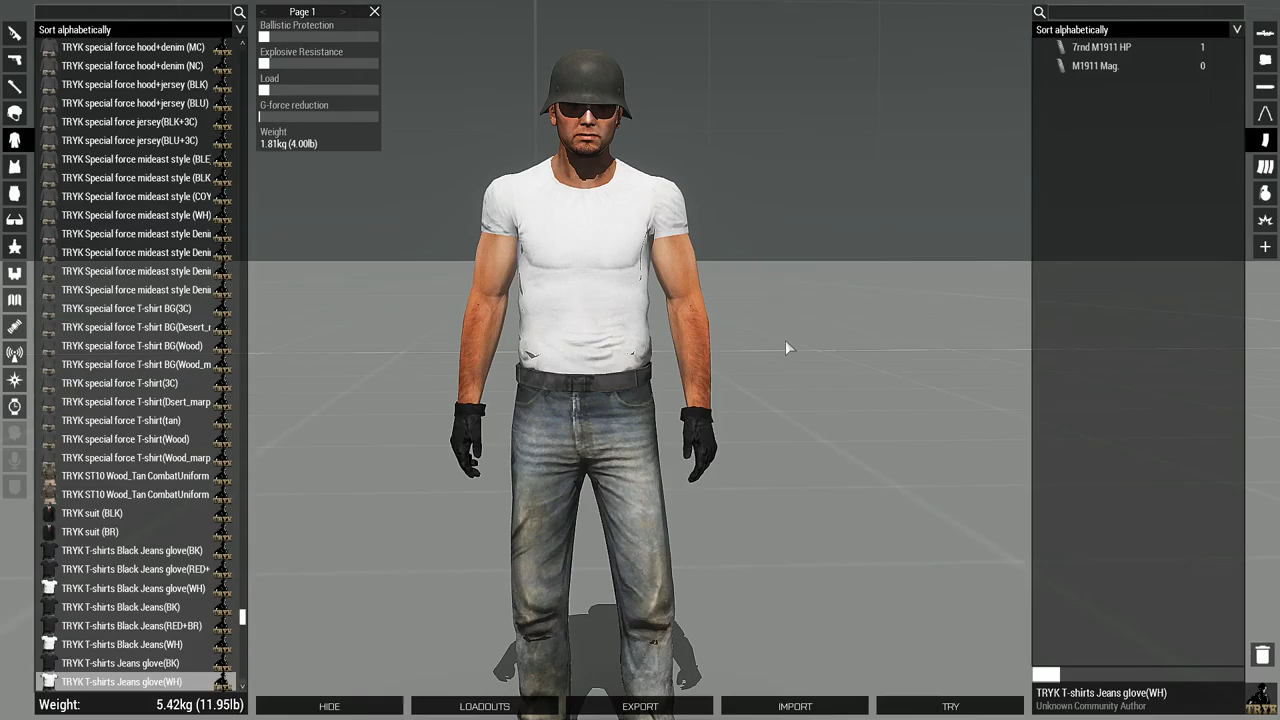 Sort alphabetically
TRYK special force hood+denim (MC)
TRYK special force hood+denim (NC)
TRYK special force hood+jersey (BLK)
TRYK special force hood+jersey (BLU)
TRYK special force jersey(BLK+3C)
TRYK special force jersey(BLU+3C)
TRYK Special force mideast style (BLE
TRYK Special force mideast style (BLK
TRYK Special force mideast style (COY
TRYK Special force mideast style (WH)
TRYK Special force mideast style Deni
TRYK Special force mideast style Deni
TRYK Special force mideast style Deni
TRYK Special force mideast style Deni
TRYK special force T-shirt BG(3C)
TRYK special force T-shirt BG(Desert_r
TRYK special force T-shirt BG(Wood)
TRYK special force T-shirt BG(Wood_m
TRYK special force T-shirt(3C)
TRYK special force T-shirt(Dsert_marp
TRYK special force T-shirt(tan)
TRYK special force T-shirt(Wood)
TRYK special force T-shirt(Wood_marp
TRYK ST10 Wood_Tan CombatUniform
TRYK ST10 Wood_Tan CombatUniform
TRYK suit (BLK)
TRYK suit (BR)
TRYK T-shirts Black Jeans glove(BK)
TRYK T-shirts Black Jeans glove(RED+
TRYK T-shirts Black Jeans glove(WH)
TRYK T-shirts Black Jeans(BK)
TRYK T-shirts Black Jeans(RED+BR)
TRYK T-shirts Black Jeans(WH)
TRYK T-shirts Jeans glove(BK)
TRYK T-shirts Jeans glove(WH)
Weight: 5.42kg (11.95lb)
< Page 1 >
Ballistic Protection
Explosive Resistance
Load
G-force reduction
Weight
1.81kg (4.00lb)
HIDE
LOADOUTS
EXPORT
IMPORT
TRY
Sort alphabetically
7rnd M1911 HP 1
M1911 Mag. 0
TRYK T-shirts Jeans glove(WH)
Unknown Community Author
TRYK